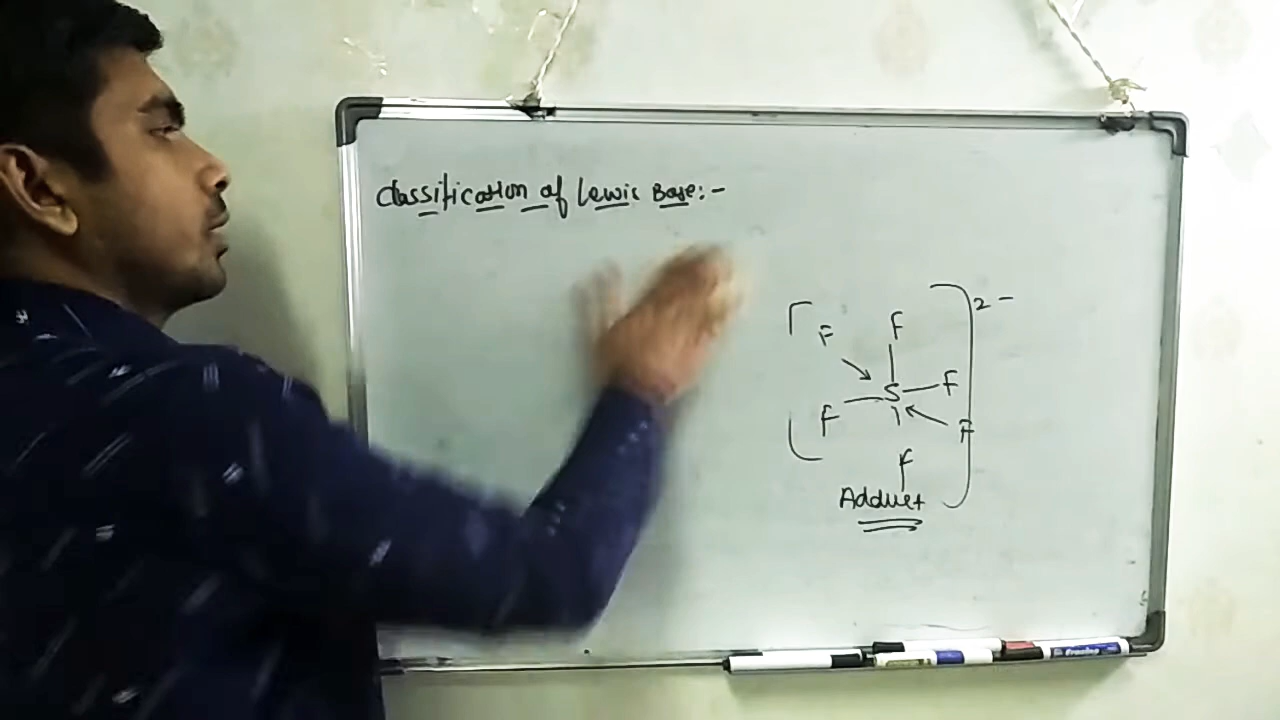 Classification of Lewis Base:-
2-
F F
S F
F F
F
Adduct